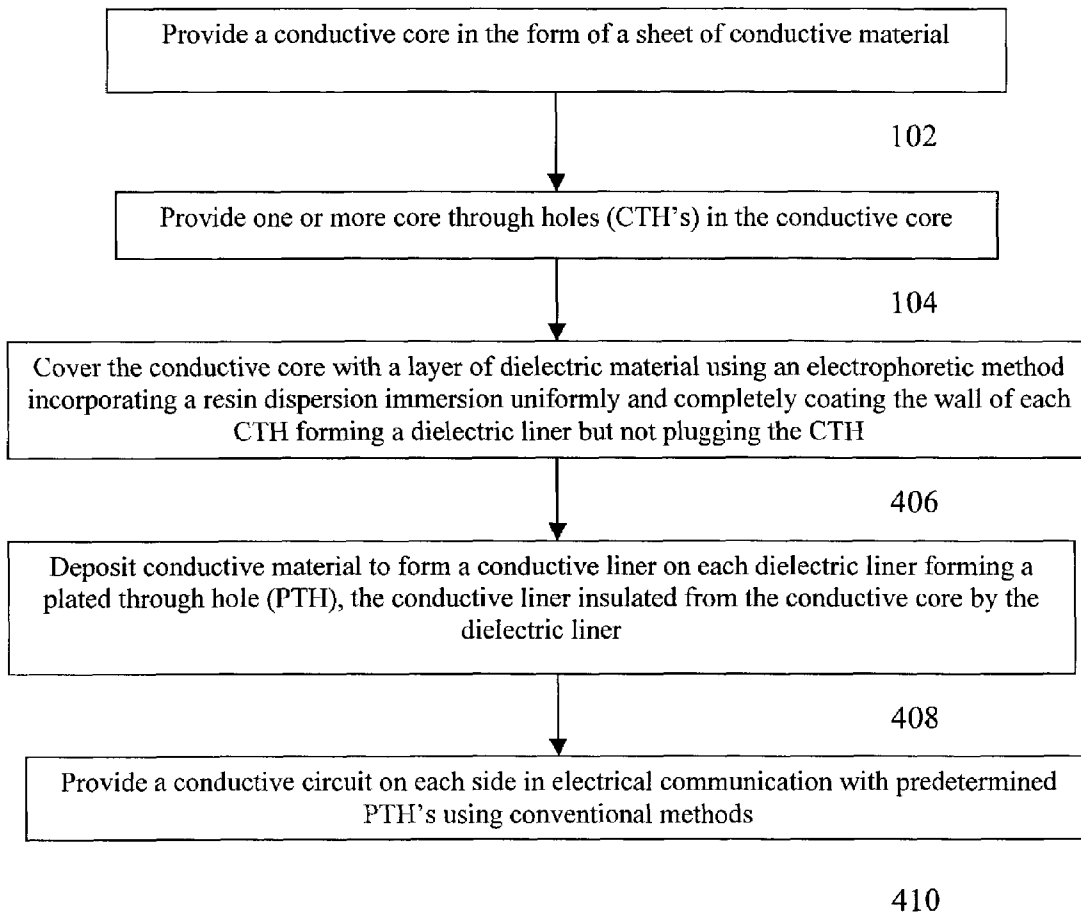 Provide a conductive core in the form of a sheet of conductive material
102
Provide one or more core through holes (CTH's) in the conductive core
104
Cover the conductive core with a layer of dielectric material using an electrophoretic method
incorporating a resin dispersion immersion uniformly and completely coating the wall of each
CTH forming a dielectric liner but not plugging the CTH
406
Deposit conductive material to form a conductive liner on each dielectric liner forming a
plated through hole (PTH), the conductive liner insulated from the conductive core by the
dielectric liner
408
Provide a conductive circuit on each side in electrical communication with predetermined
PTH's using conventional methods
410